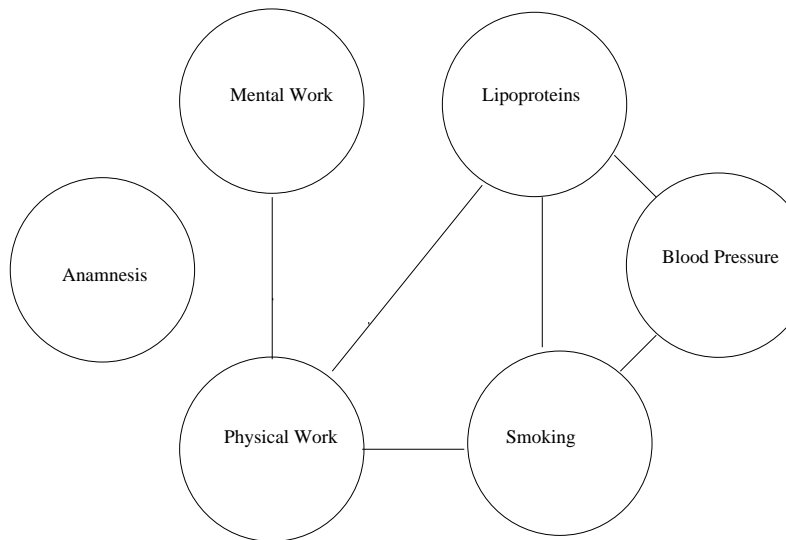 Mental Work
Lipoproteins
Blood Pressure
Anamnesis
Physical Work
Smoking